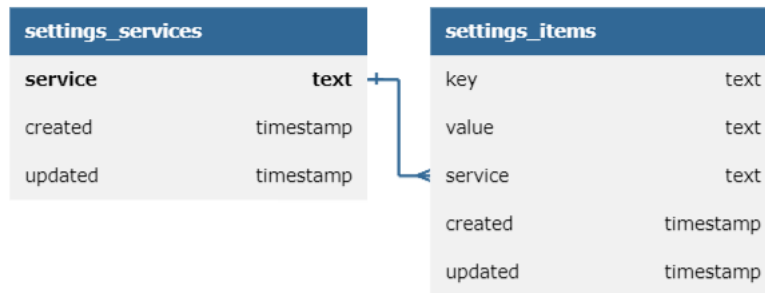 settings_services
service text
created timestamp
updated timestamp
settings_items
key text
value text
service text
created timestamp
updated timestamp